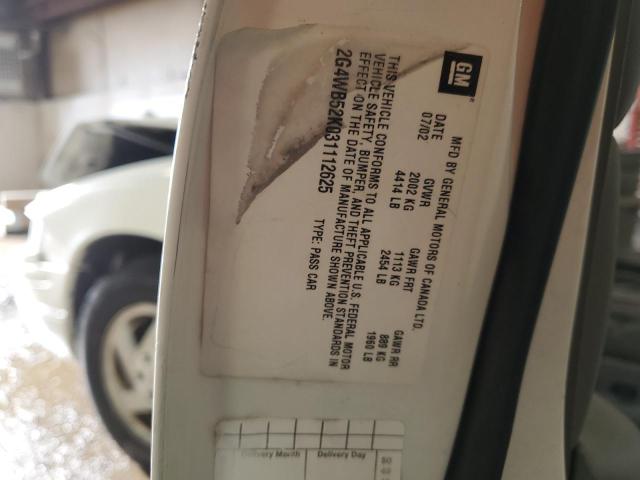 GM
MFD BY GENERAL MOTORS OF CANADA LTD.
DATE GVWR GAWR FRT GAWR RR
07/02 2002 KG 1113 KG 889 KG
4414 LB 2454 LB 1960 LB
THIS VEHICLE CONFORMS TO ALL APPLICABLE U.S. FEDERAL MOTOR
VEHICLE SAFETY, BUMPER, AND THEFT PREVENTION STANDARDS IN
EFFECT ON THE DATE OF MANUFACTURE SHOWN ABOVE.
2G4WB52K031112625 TYPE: PASS CAR
Delivery Month Delivery Day